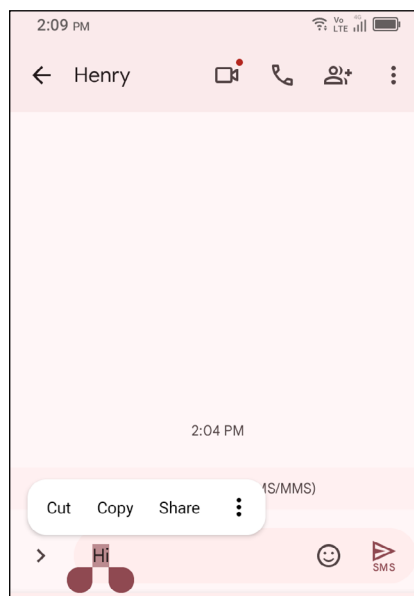 2:09 PM
Vo
LTE
4G
Henry
2:04 PM
MS/MMS)
Cut Copy Share
Hi
SMS